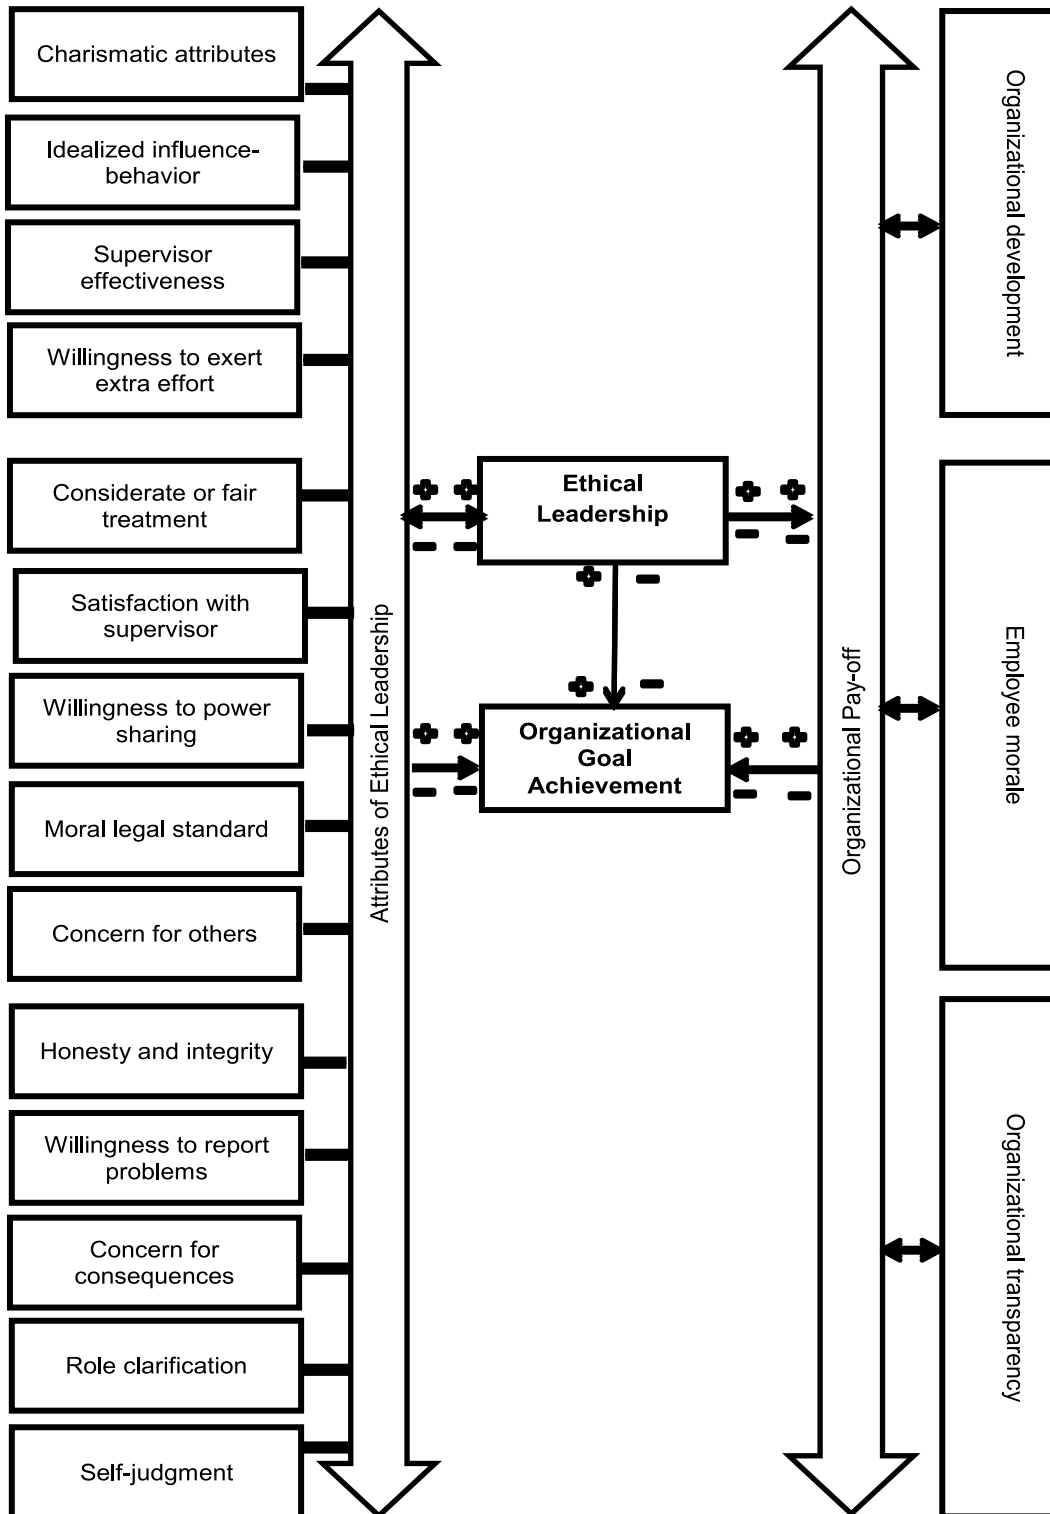 Charismatic attributes
Idealized influence-
behavior
Supervisor
effectiveness
Willingness to exert
extra effort
Considerate or fair
treatment
Satisfaction with
supervisor
Willingness to power
sharing
Moral legal standard
Concern for others
Honesty and integrity
Willingness to report
problems
Concern for
consequences
Role clarification
Self-judgment
Attributes of Ethical Leadership
Ethical
Leadership
Organizational
Goal
Achievement
Organizational Pay-off
Organizational development
Employee morale
Organizational transparency